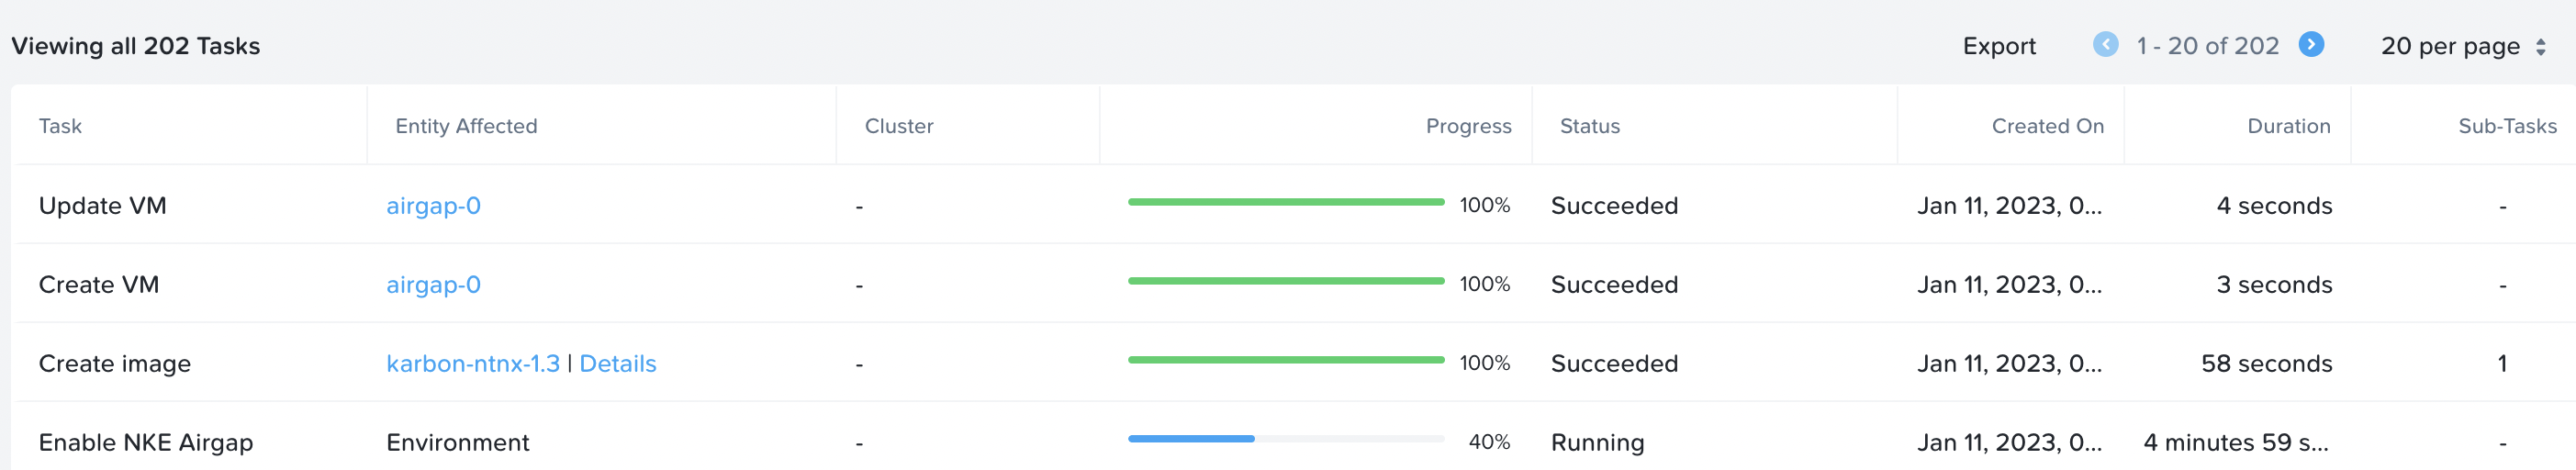 Viewing all 202 Tasks Export 1 - 20 of 202 20 per page
Task Entity Affected Cluster Progress Status Created On Duration Sub-Tasks
Update VM airgap-0 - 100% Succeeded Jan 11, 2023, 0... 4 seconds -
Create VM airgap-0 - 100% Succeeded Jan 11, 2023, 0... 3 seconds -
Create image karbon-ntnx-1.3 | Details - 100% Succeeded Jan 11, 2023, 0... 58 seconds 1
Enable NKE Airgap Environment - 40% Running Jan 11, 2023, 0... 4 minutes 59 s... -